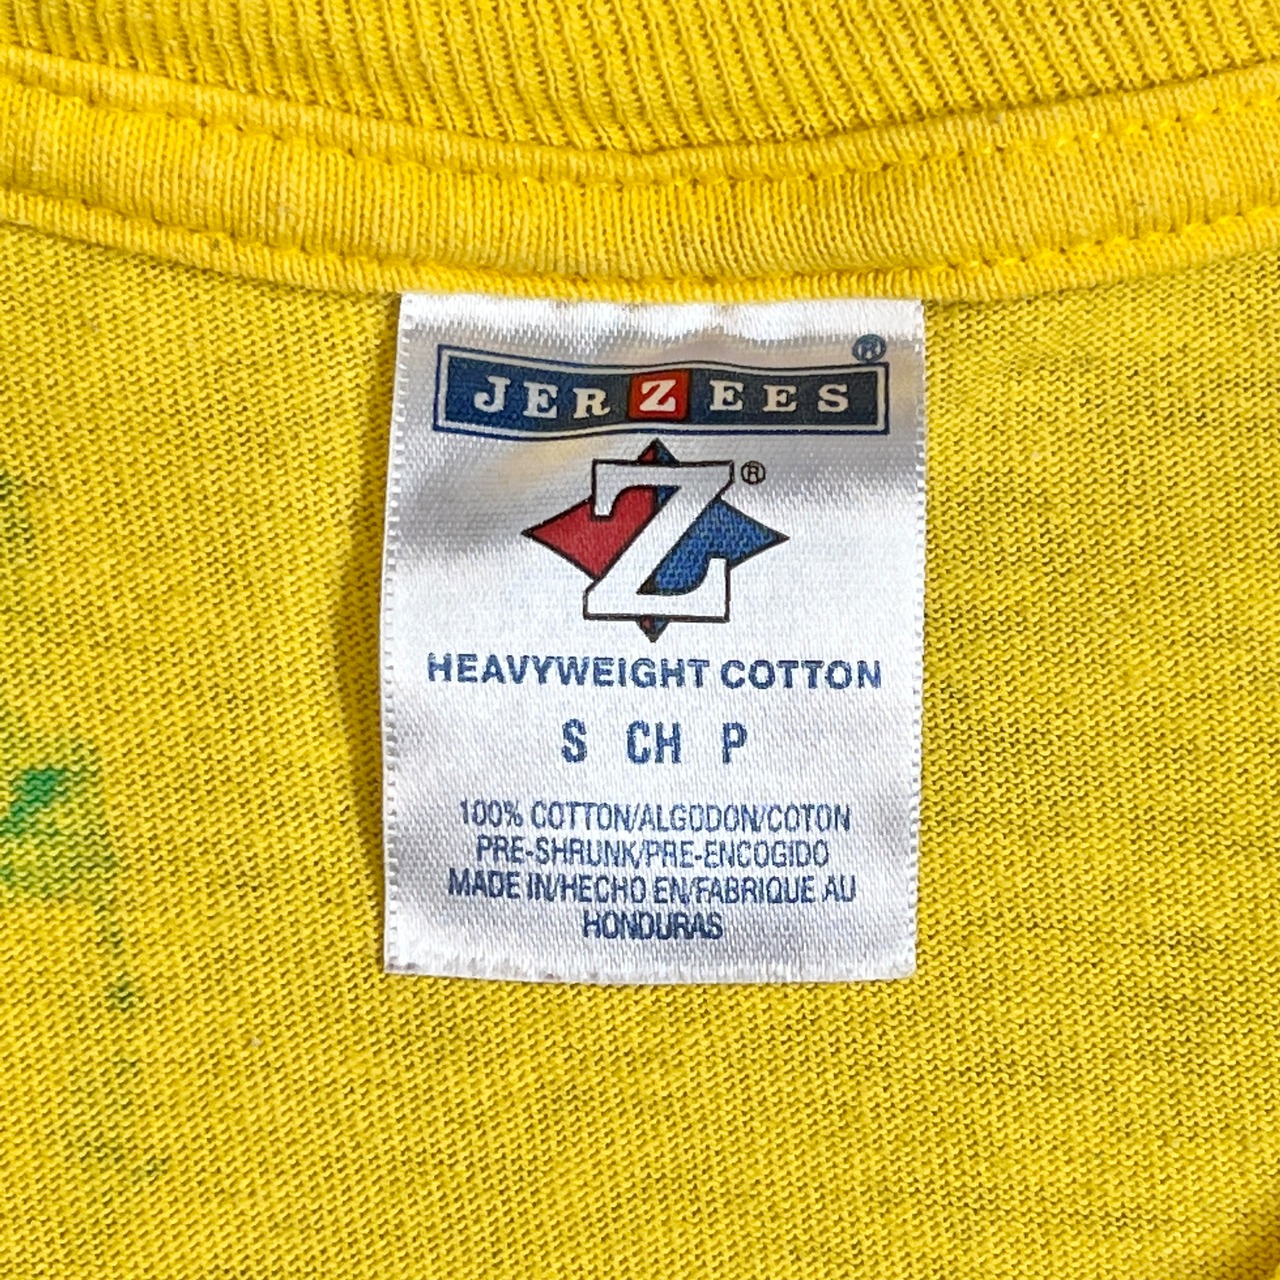 JERZEES®
Z®
HEAVYWEIGHT COTTON
S CH P
100% COTTON/ALGODON/COTON
PRE-SHRUNK/PRE-ENCOGIDO
MADE IN/HECHO EN/FABRIQUE AU
HONDURAS